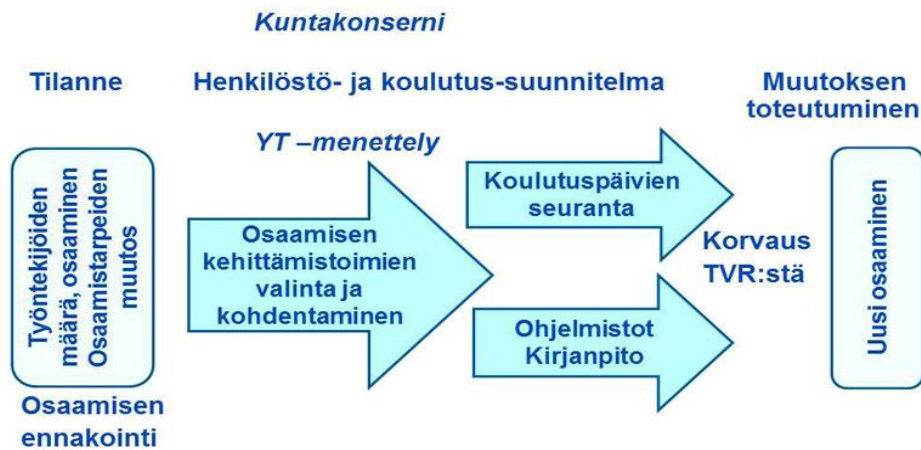 Kuntakonserni
Tilanne
Henkilöstö- ja koulutus-suunnitelma
Muutoksen
toteutuminen
YT –menettely
Työntekijöiden
määrä, osaaminen
Osaamistarpeiden
muutos
Osaamisen
kehittämistoimien
valinta ja
kohdentaminen
Koulutuspäivien
seuranta
Ohjelmistot
Kirjanpito
Korvaus
TVR:stä
Uusi osaaminen
Osaamisen
ennakointi